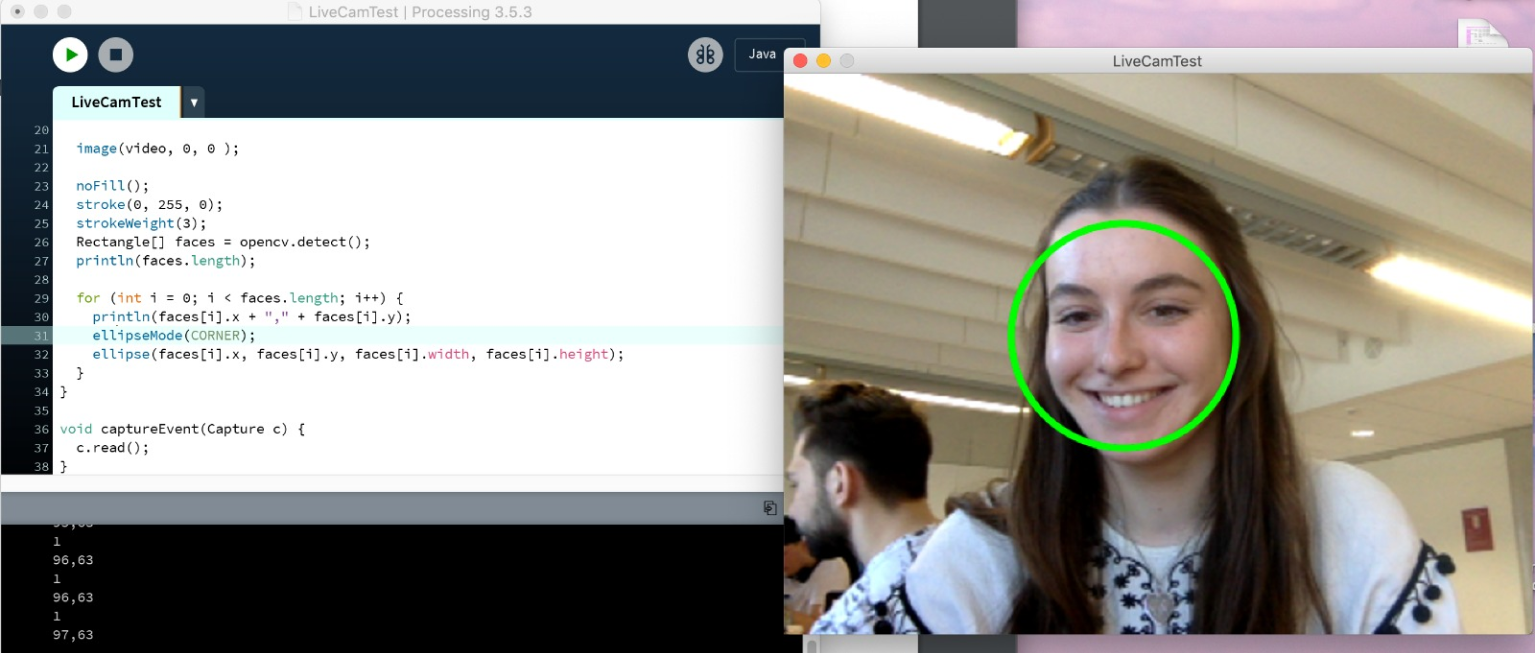 LiveCamTest | Processing 3.5.3
Java
LiveCamTest
LiveCamTest ▼
20
21 image(video, 0, 0 );
22
23 noFill();
24 stroke(0, 255, 0);
25 strokeWeight(3);
26 Rectangle[] faces = opencv.detect();
27 println(faces.length);
28
29 for (int i = 0; i < faces.length; i++) {
30 println(faces[i].x + "," + faces[i].y);
31 ellipseMode(CORNER);
32 ellipse(faces[i].x, faces[i].y, faces[i].width, faces[i].height);
33 }
34 }
35
36 void captureEvent(Capture c) {
37 c.read();
38 }
1
96,63
1
96,63
1
97,63